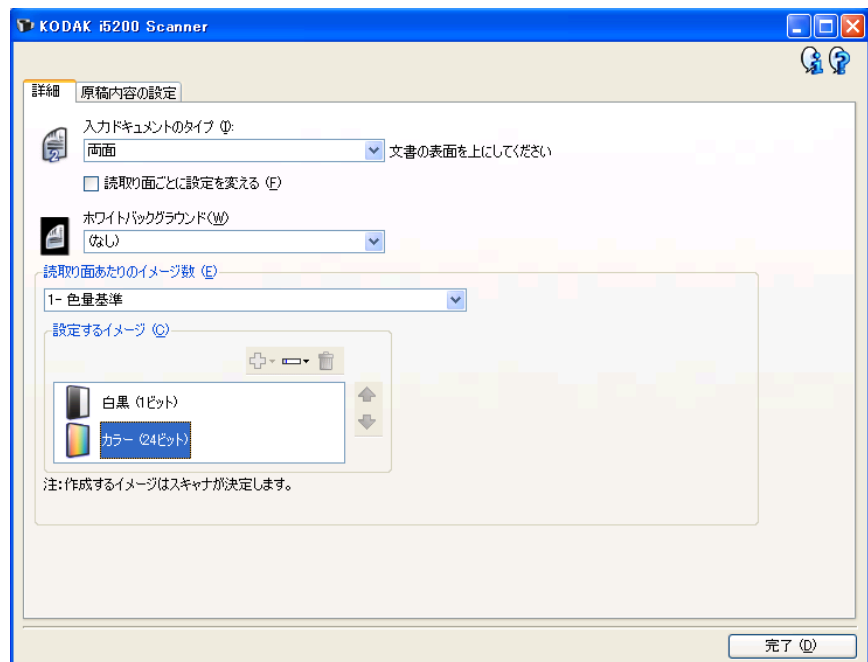 KODAK i5200 Scanner
詳細 原稿内容の設定
入力ドキュメントのタイプ (I):
両面 文書の表面を上にしてください
読取り面ごとに設定を変える (F)
ホワイトバックグラウンド(W)
(なし)
読取り面あたりのイメージ数 (E)
1- 色量基準
設定するイメージ (C)
白黒 (1ビット)
カラー (24ビット)
注:作成するイメージはスキャナが決定します。
完了 (D)